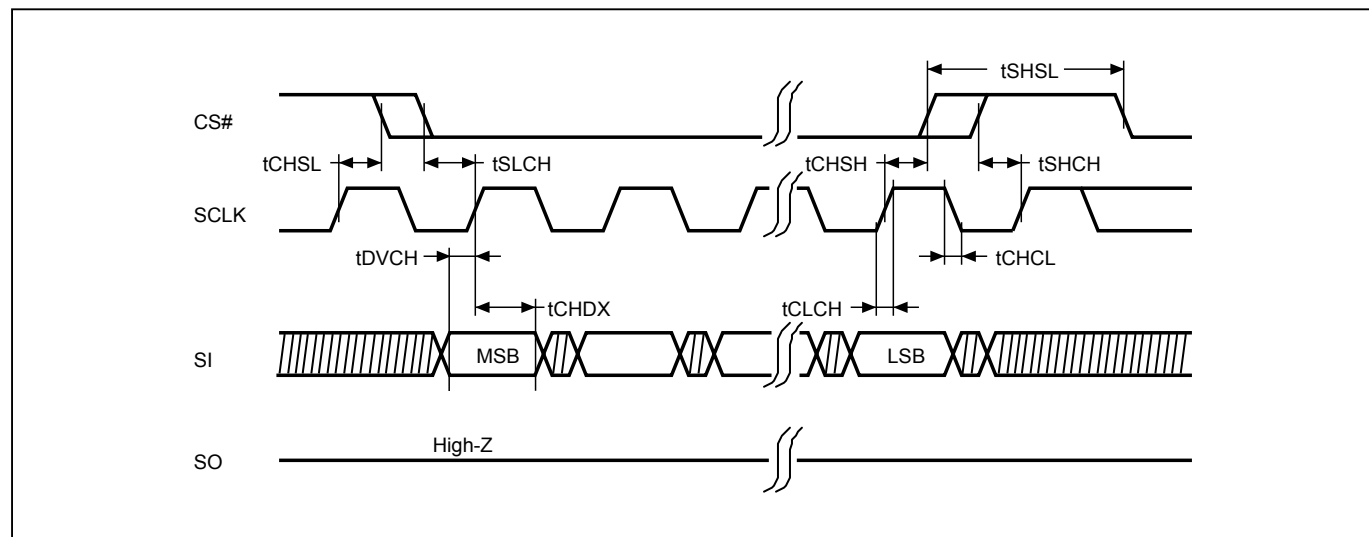 tSHSL
CS#
tCHSL
tSLCH
tCHSH
tSHCH
SCLK
tDVCH
tCHCL
tCHDX
tCLCH
SI
MSB
LSB
High-Z
SO